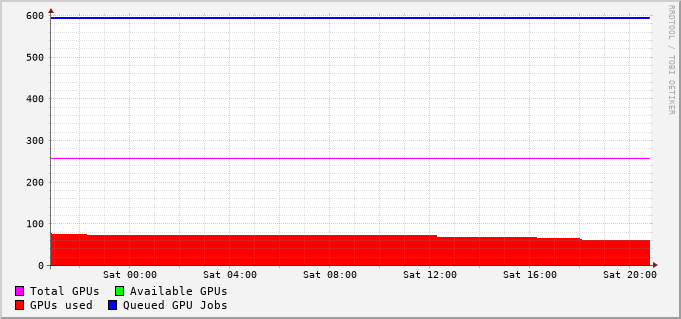 RRDTOOL / TOBI OETIKER
600
500
400
300
200
100
0
Sat 00:00 Sat 04:00 Sat 08:00 Sat 12:00 Sat 16:00 Sat 20:00
Total GPUs Available GPUs
GPUs used Queued GPU Jobs